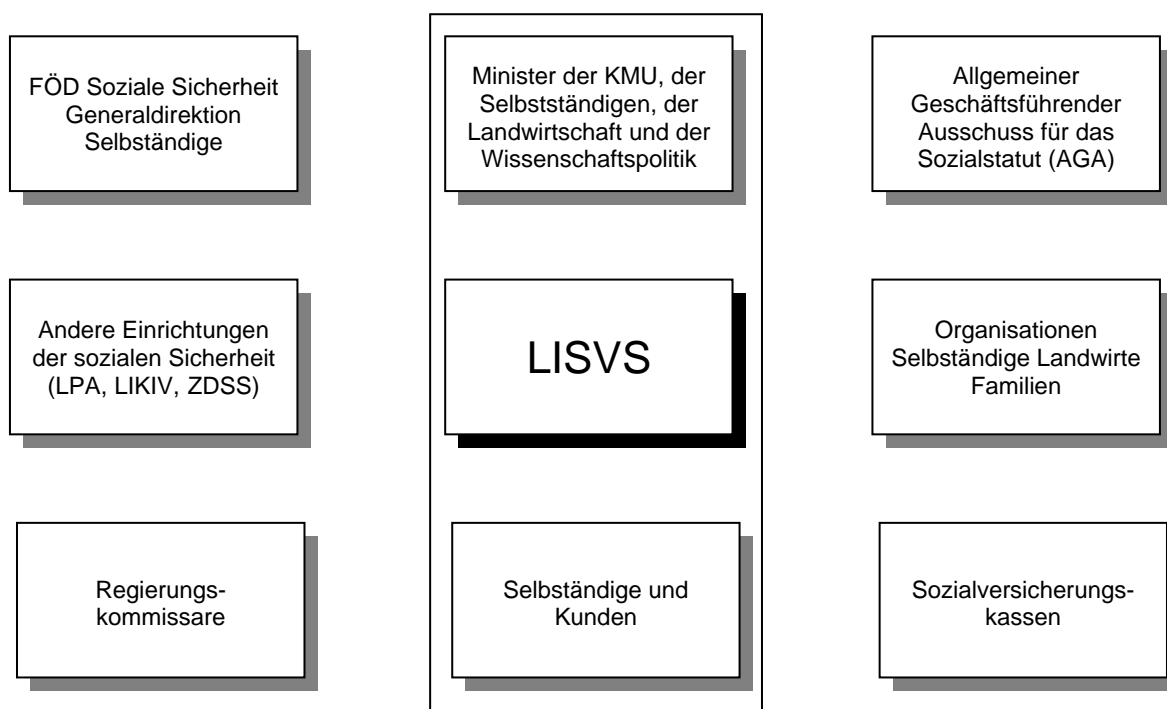 FÖD Soziale Sicherheit
Generaldirektion
Selbständige
Minister der KMU, der
Selbstständigen, der
Landwirtschaft und der
Wissenschaftspolitik
Allgemeiner
Geschäftsführender
Ausschuss für das
Sozialstatut (AGA)
Andere Einrichtungen
der sozialen Sicherheit
(LPA, LIKIV, ZDSS)
LISVS
Organisationen
Selbständige Landwirte
Familien
Regierungs-
kommissare
Selbständige und
Kunden
Sozialversicherungs-
kassen